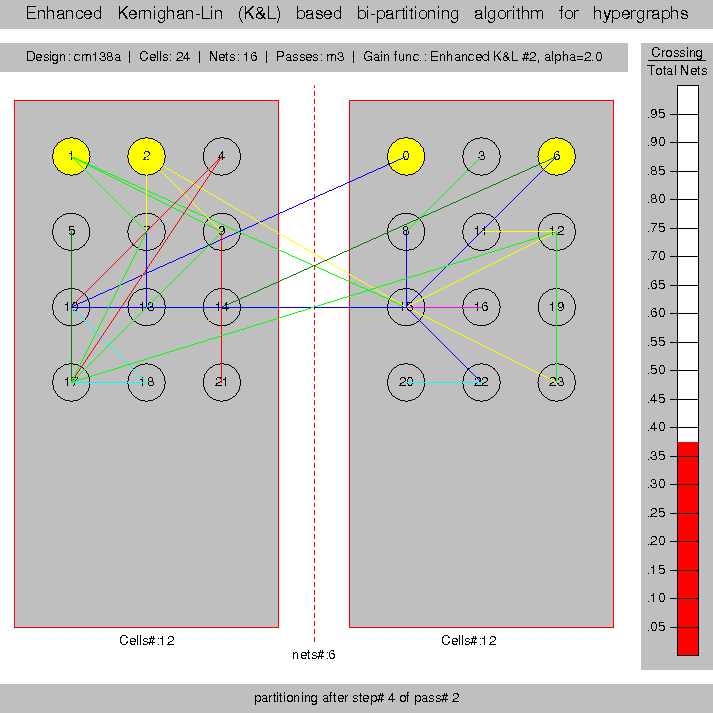 Enhanced Kernighan-Lin (K&L) based bi-partitioning algorithm for hypergraphs
Design: cm138a | Cells: 24 | Nets: 16 | Passes: m3 | Gain func.: Enhanced K&L #2, alpha=2.0
Crossing
Total Nets
.95
.90
.85
.80
.75
.70
.65
.60
.55
.50
.45
.40
.35
.30
.25
.20
.15
.10
.05
1 2 4 0 3 6
5 7 9 8 11 12
10 13 14 15 16 19
17 18 21 20 22 23
Cells#:12
Cells#:12
nets#:6
partitioning after step# 4 of pass# 2